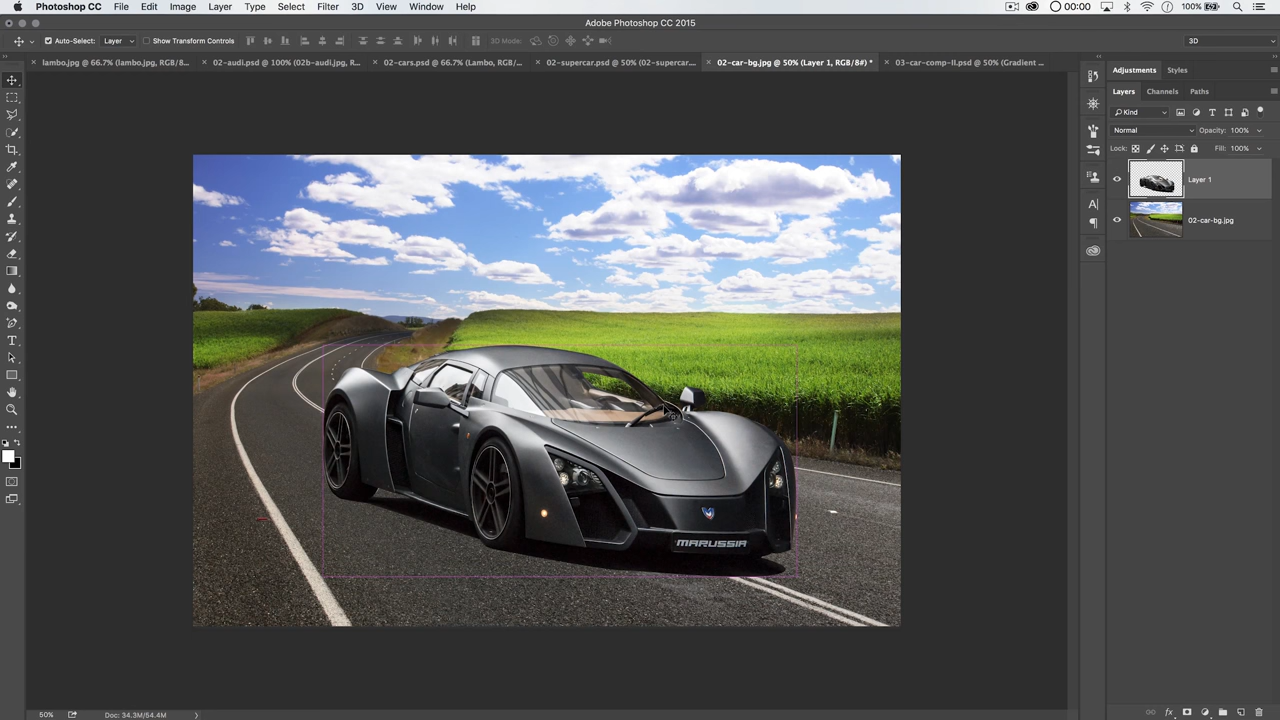 Photoshop CC File Edit Image Layer Type Select Filter 3D View Window Help 00:00 100%
Adobe Photoshop CC 2015
Auto-Select: Layer Show Transform Controls 3D Mode: 3D
lambo.jpg @ 66.7% (lambo.jpg, RGB/8... 02-audi.psd @ 100% (02b-audi.jpg, R... 02-cars.psd @ 66.7% (Lambo, RGB/8*... 02-supercar.psd @ 50% (02-supercar.... 02-car-bg.jpg @ 50% (Layer 1, RGB/8#) * 03-car-comp-II.psd @ 50% (Gradient ...
Adjustments Styles
Layers Channels Paths
Kind
Normal Opacity: 100%
Lock: Fill: 100%
Layer 1
02-car-bg.jpg
MARUSSIA
50% Doc: 34.3M/54.4M